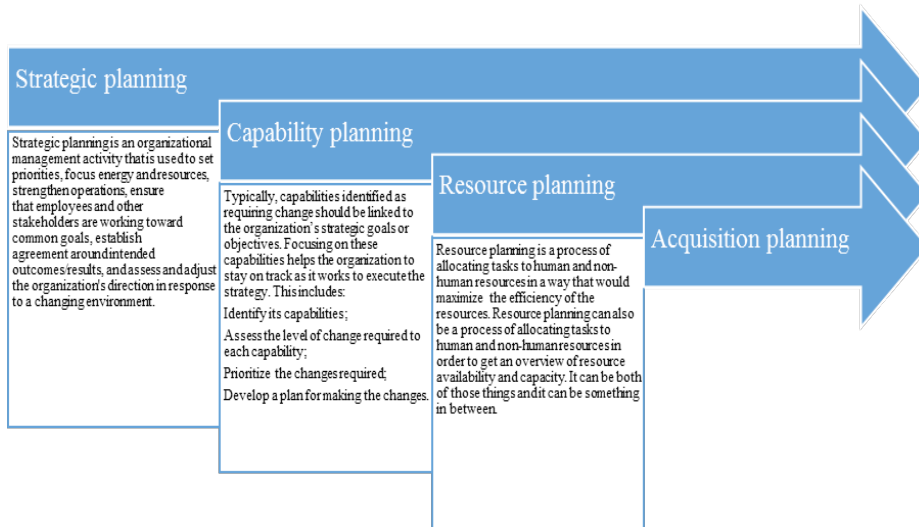 Strategic planning
Strategic planning is an organizational
management activity that is used to set
priorities, focus energy and resources,
strengthen operations, ensure
that employees and other
stakeholders are working toward
common goals, establish
agreement around intended
outcomes/results, and assess and adjust
the organization's direction in response
to a changing environment.
Capability planning
Typically, capabilities identified as
requiring change should be linked to
the organization's strategic goals or
objectives. Focusing on these
capabilities helps the organization to
stay on track as it works to execute the
strategy. This includes:
Identify its capabilities;
Assess the level of change required to
each capability;
Prioritize the changes required;
Develop a plan for making the changes.
Resource planning
Resource planning is a process of
allocating tasks to human and non-
human resources in a way that would
maximize the efficiency of the
resources. Resource planning can also
be a process of allocating tasks to
human and non-human resources in
order to get an overview of resource
availability and capacity. It can be both
of those things and it can be something
in between.
Acquisition planning